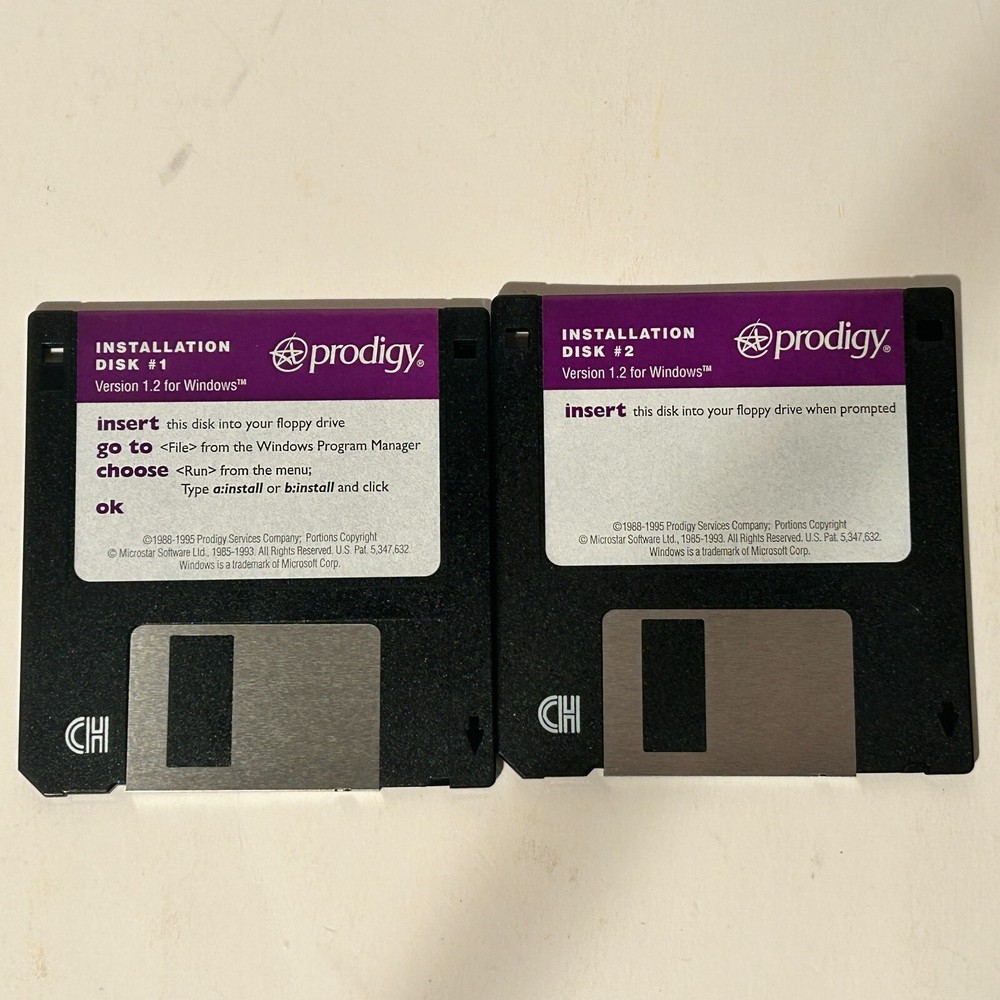 INSTALLATION
DISK #1
Version 1.2 for Windows™
prodigy®
insert this disk into your floppy drive
go to <File> from the Windows Program Manager
choose <Run> from the menu;
Type a:install or b:install and click
ok
©1988-1995 Prodigy Services Company; Portions Copyright
© Microstar Software Ltd., 1985-1993. All Rights Reserved. U.S. Pat. 5,347,632.
Windows is a trademark of Microsoft Corp.
CH
INSTALLATION
DISK #2
Version 1.2 for Windows™
prodigy®
insert this disk into your floppy drive when prompted
©1988-1995 Prodigy Services Company; Portions Copyright
© Microstar Software Ltd., 1985-1993. All Rights Reserved. U.S. Pat. 5,347,632.
Windows is a trademark of Microsoft Corp.
CH